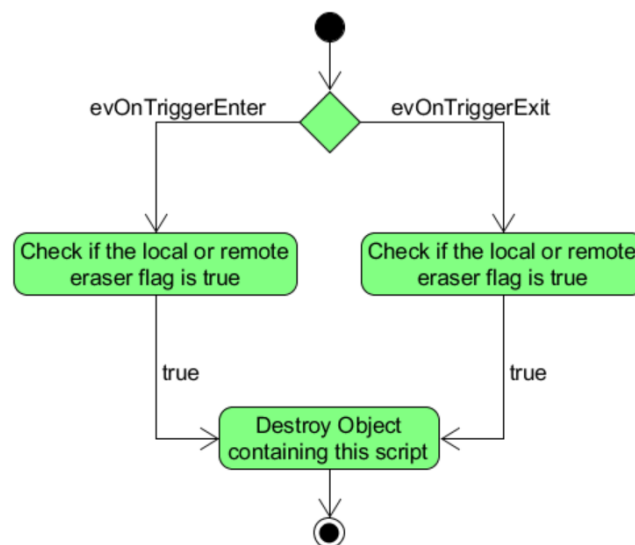 evOnTriggerEnter
evOnTriggerExit
Check if the local or remote
eraser flag is true
Check if the local or remote
eraser flag is true
true
true
Destroy Object
containing this script